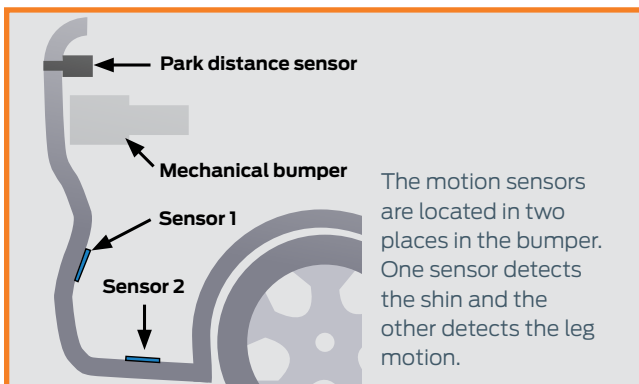 Park distance sensor
Mechanical bumper
Sensor 1
Sensor 2
The motion sensors
are located in two
places in the bumper.
One sensor detects
the shin and the
other detects the leg
motion.